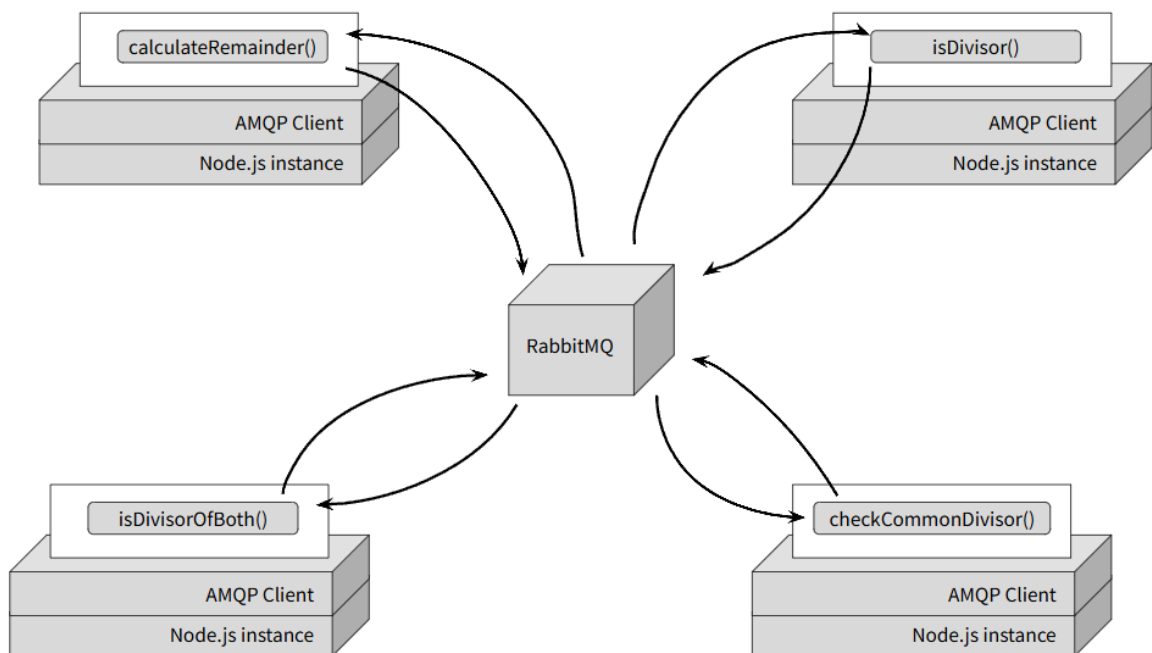 calculateRemainder()
AMQP Client
Node.js instance
isDivisor()
AMQP Client
Node.js instance
RabbitMQ
isDivisorOfBoth()
AMQP Client
Node.js instance
checkCommonDivisor()
AMQP Client
Node.js instance